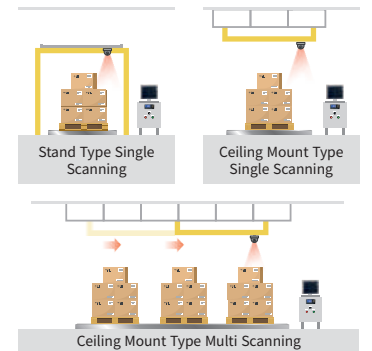 Stand Type Single
Scanning
Ceiling Mount Type
Single Scanning
Ceiling Mount Type Multi Scanning